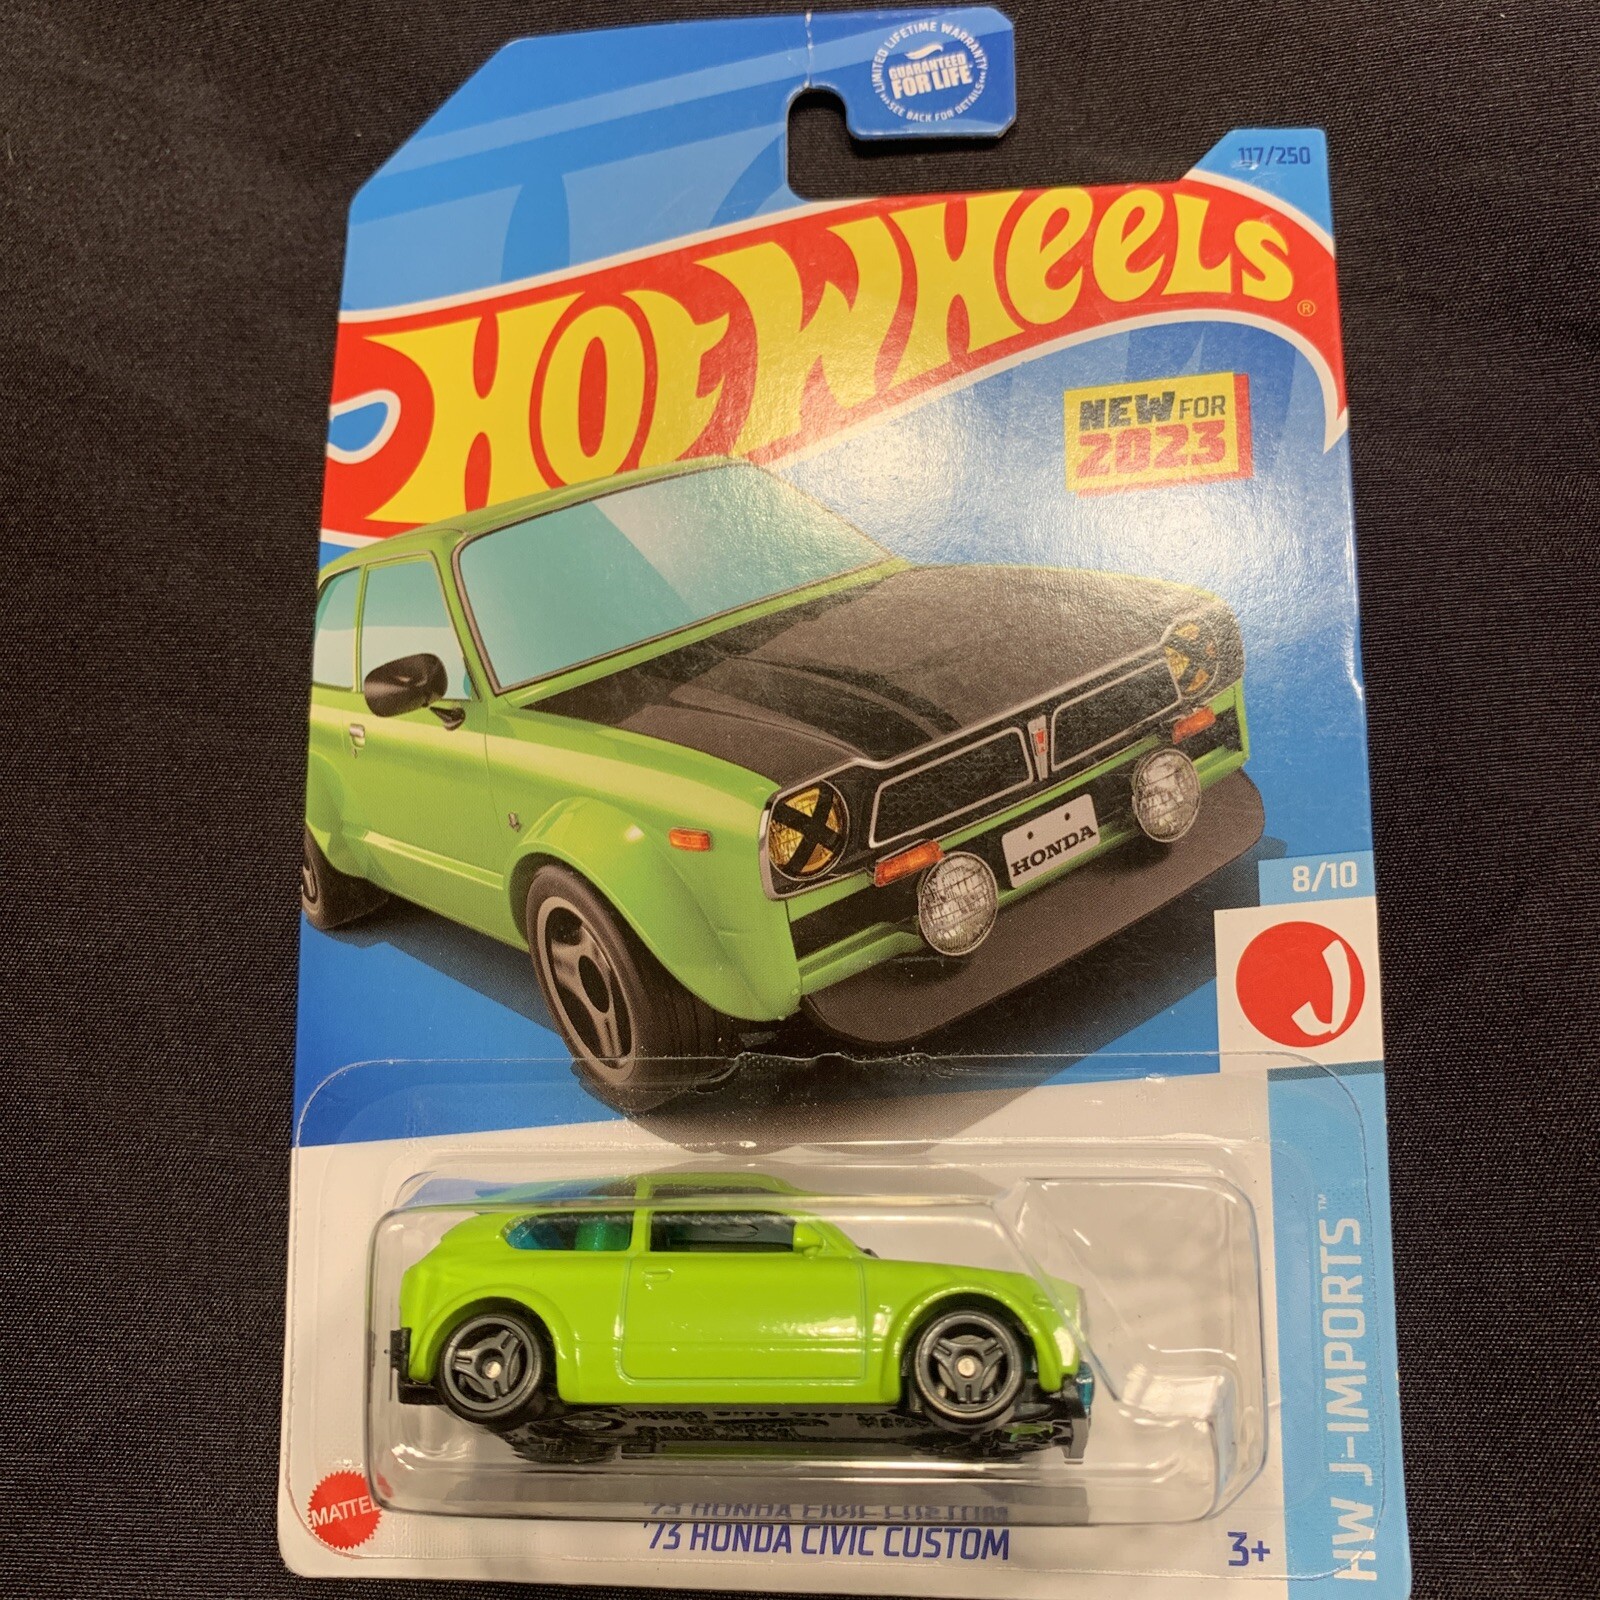 LIMITED LIFETIME WARRANTY
GUARANTEED
FOR LIFE
SEE BACK FOR DETAILS
117/250
HOT WHEELS®
NEW FOR
2023
HONDA
8/10
J
HW J-IMPORTS™
MATTEL
'73 HONDA CIVIC CUSTOM
3+